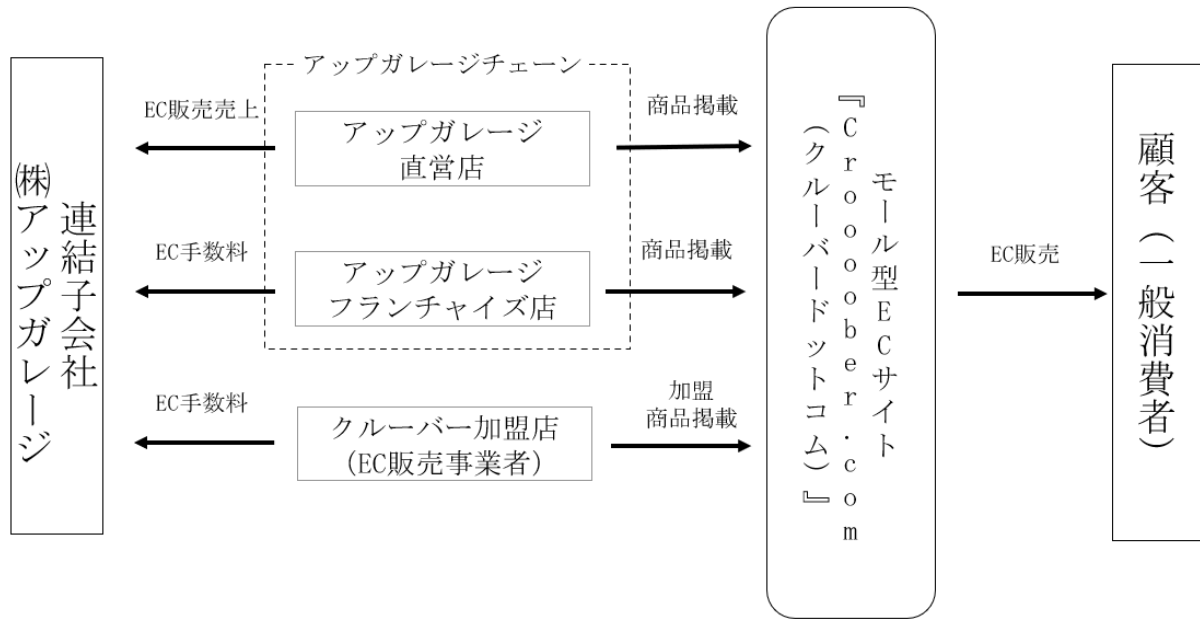 連結子会社
㈱アップガレージ
アップガレージチェーン
EC販売売上
アップガレージ
直営店
商品掲載
EC手数料
アップガレージ
フランチャイズ店
商品掲載
EC手数料
クルーバー加盟店
(EC販売事業者)
加盟
商品掲載
モール型ECサイト
『Croooober.com
(クルーバードットコム)』
EC販売
顧客(一般消費者)